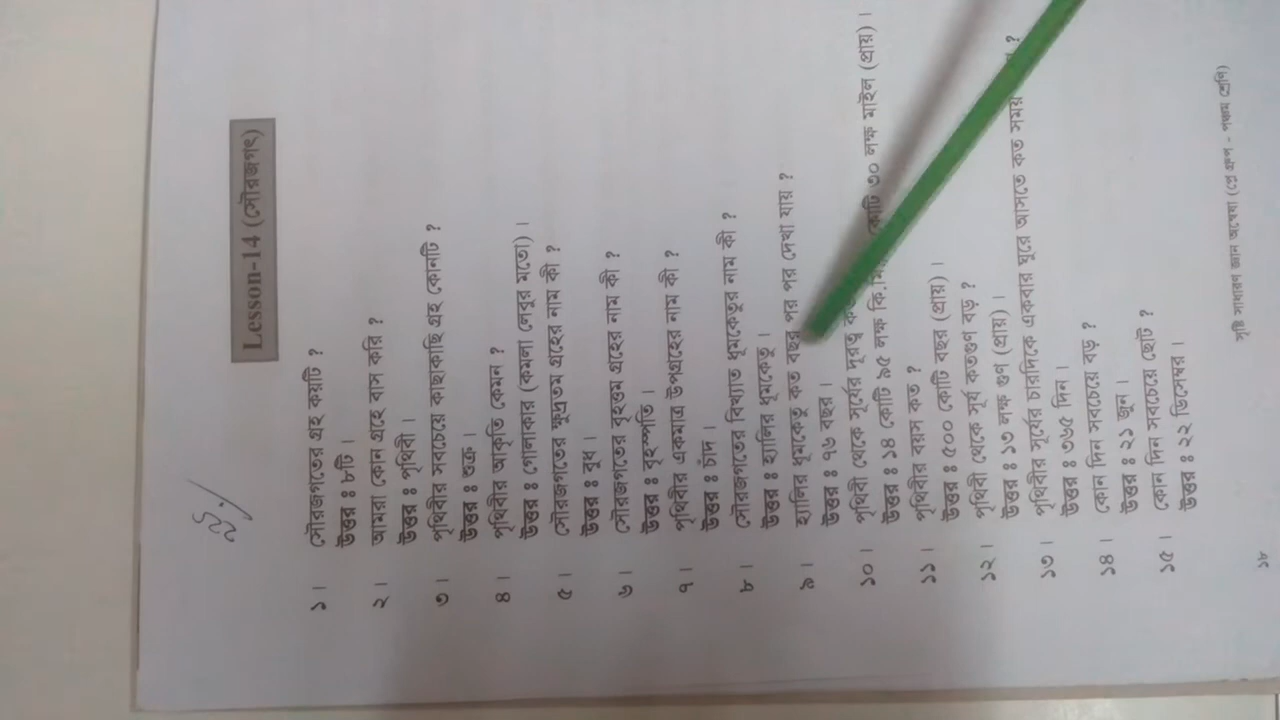 Lesson-14 (সৌরজগৎ)
১। সৌরজগতের গ্রহ কয়টি ?
উত্তর ঃ ৮টি।
২। আমরা কোন গ্রহে বাস করি ?
উত্তর ঃ পৃথিবী।
৩। পৃথিবীর সবচেয়ে কাছাকাছি গ্রহ কোনটি ?
উত্তর ঃ শুক্র।
৪। পৃথিবীর আকৃতি কেমন ?
উত্তর ঃ গোলাকার (কমলা লেবুর মতো)।
৫। সৌরজগতের ক্ষুদ্রতম গ্রহের নাম কী ?
উত্তর ঃ বুধ।
৬। সৌরজগতের বৃহত্তম গ্রহের নাম কী ?
উত্তর ঃ বৃহস্পতি।
৭। পৃথিবীর একমাত্র উপগ্রহের নাম কী ?
উত্তর ঃ চাঁদ।
৮। সৌরজগতের বিখ্যাত ধূমকেতুর নাম কী ?
উত্তর ঃ হ্যালির ধূমকেতু।
৯। হ্যালির ধূমকেতু কত বছর পর পর দেখা যায় ?
উত্তর ঃ ৭৬ বছর।
১০। পৃথিবী থেকে সূর্যের দূরত্ব
উত্তর ঃ ১৪ কোটি ৯৫ লক্ষ কি.মি. কোটি ৩০ লক্ষ মাইল (প্রায়)।
১১। পৃথিবীর বয়স কত ?
উত্তর ঃ ৫০০ কোটি বছর (প্রায়)।
১২। পৃথিবী থেকে সূর্য কতগুণ বড় ?
উত্তর ঃ ১৩ লক্ষ গুণ (প্রায়)।
১৩। পৃথিবীর সূর্যের চারদিকে একবার ঘুরে আসতে কত সময় ?
উত্তর ঃ ৩৬৫ দিন।
১৪। কোন দিন সবচেয়ে বড় ?
উত্তর ঃ ২১ জুন।
১৫। কোন দিন সবচেয়ে ছোট ?
উত্তর ঃ ২২ ডিসেম্বর।
১৮ সৃষ্টি সাধারণ জ্ঞান অন্বেষা (প্লে গ্রুপ - পঞ্চম শ্রেণি)